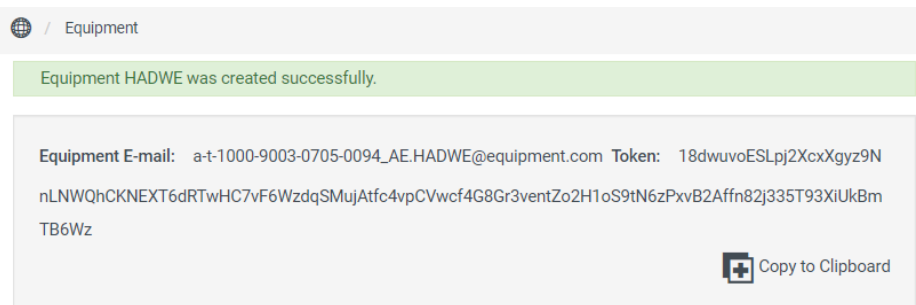 / Equipment
Equipment HADWE was created successfully.
Equipment E-mail: a-t-1000-9003-0705-0094_AE.HADWE@equipment.com Token: 18dwuvoESLpj2XcxXgyz9N
nLNWQhCKNEXT6dRTwHC7vF6WzdqSMujAtfc4vpCVwcf4G8Gr3ventZo2H1oS9tN6zPxvB2Affn82j335T93XiUkBm
TB6Wz
Copy to Clipboard